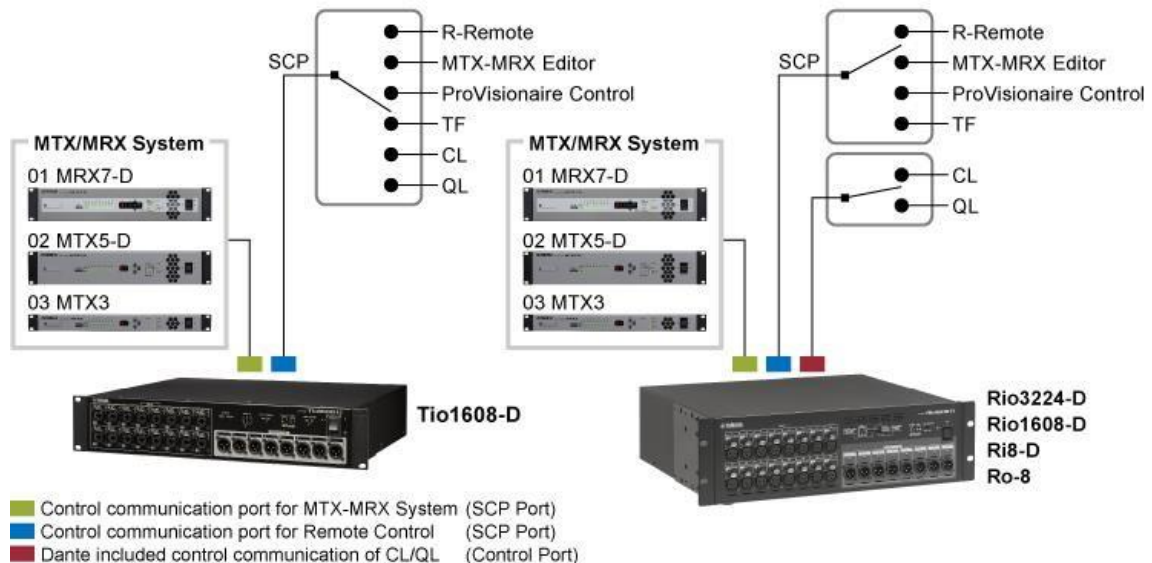 SCP
R-Remote
MTX-MRX Editor
ProVisionaire Control
TF
CL
QL
MTX/MRX System
01 MRX7-D
02 MTX5-D
03 MTX3
Tio1608-D
SCP
R-Remote
MTX-MRX Editor
ProVisionaire Control
TF
CL
QL
MTX/MRX System
01 MRX7-D
02 MTX5-D
03 MTX3
Rio3224-D
Rio1608-D
Ri8-D
Ro-8
Control communication port for MTX-MRX System (SCP Port)
Control communication port for Remote Control (SCP Port)
Dante included control communication of CL/QL (Control Port)